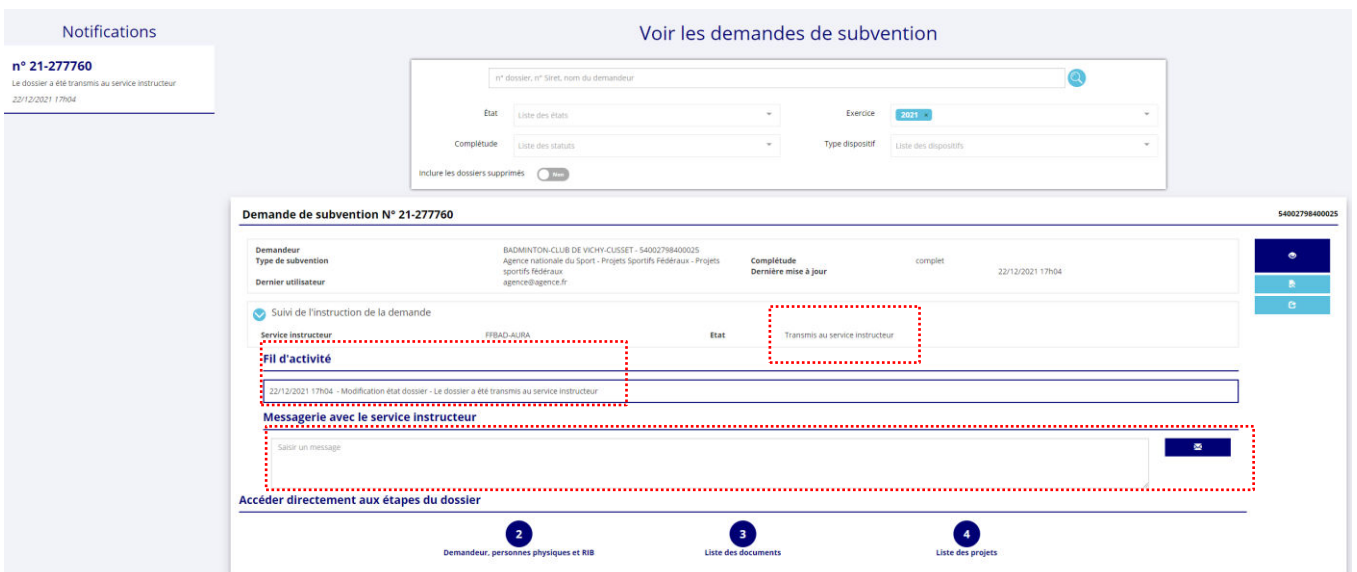 Notifications
Voir les demandes de subvention
n° 21-277760
Le dossier a été transmis au service instructeur
22/12/2021 17h04
n° dossier, n° Siret, nom du demandeur
État
Liste des états
Exercice
2021 ×
Complétude
Liste des statuts
Type dispositif
Liste des dispositifs
Inclure les dossiers supprimés
Non
Demande de subvention N° 21-277760
54002798400025
Demandeur
BADMINTON-CLUB DE VICHY-CUSSET - 54002798400025
Type de subvention
Agence nationale du Sport - Projets Sportifs Fédéraux - Projets
sportifs fédéraux
Complétude
complet
Dernière mise à jour
22/12/2021 17h04
Dernier utilisateur
agence@agence.fr
Suivi de l'instruction de la demande
Service instructeur
FFBAD-AURA
Etat
Transmis au service instructeur
Fil d'activité
22/12/2021 17h04 - Modification état dossier - Le dossier a été transmis au service instructeur
Messagerie avec le service instructeur
Saisir un message
Accéder directement aux étapes du dossier
2
3
4
Demandeur, personnes physiques et RIB
Liste des documents
Liste des projets